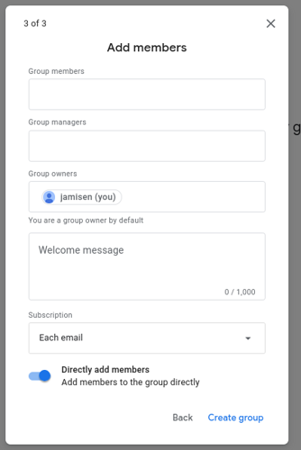 3 of 3
Add members
Group members
Group managers
Group owners
jamisen (you)
You are a group owner by default
Welcome message
0 / 1,000
Subscription
Each email
Directly add members
Add members to the group directly
Back
Create group
g